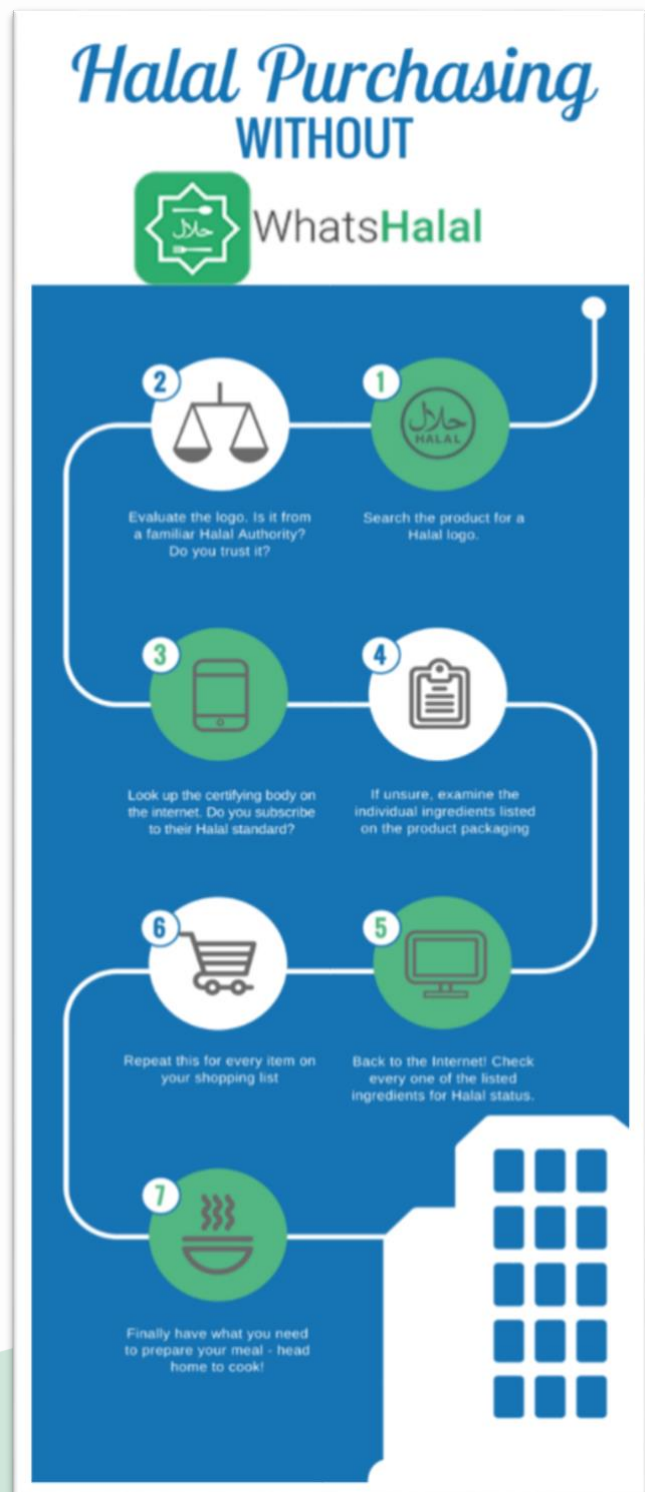 Halal Purchasing
WITHOUT
حلال
WhatsHalal
1
حلال
HALAL
Search the product for a
Halal logo.
2
Evaluate the logo. Is it from
a familiar Halal Authority?
Do you trust it?
3
Look up the certifying body on
the internet. Do you subscribe
to their Halal standard?
4
If unsure, examine the
individual ingredients listed
on the product packaging
5
Back to the Internet! Check
every one of the listed
ingredients for Halal status.
6
Repeat this for every item on
your shopping list
7
Finally have what you need
to prepare your meal - head
home to cook!